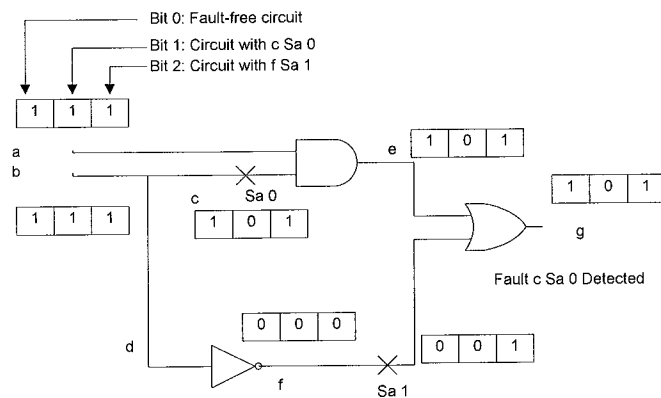 Bit 0: Fault-free circuit
Bit 1: Circuit with c Sa 0
Bit 2: Circuit with f Sa 1
1 1 1
a
e
1 0 1
b
1 0 1
c
Sa 0
g
1 1 1
1 0 1
Fault c Sa 0 Detected
0 0 0
d
0 0 1
f
Sa 1